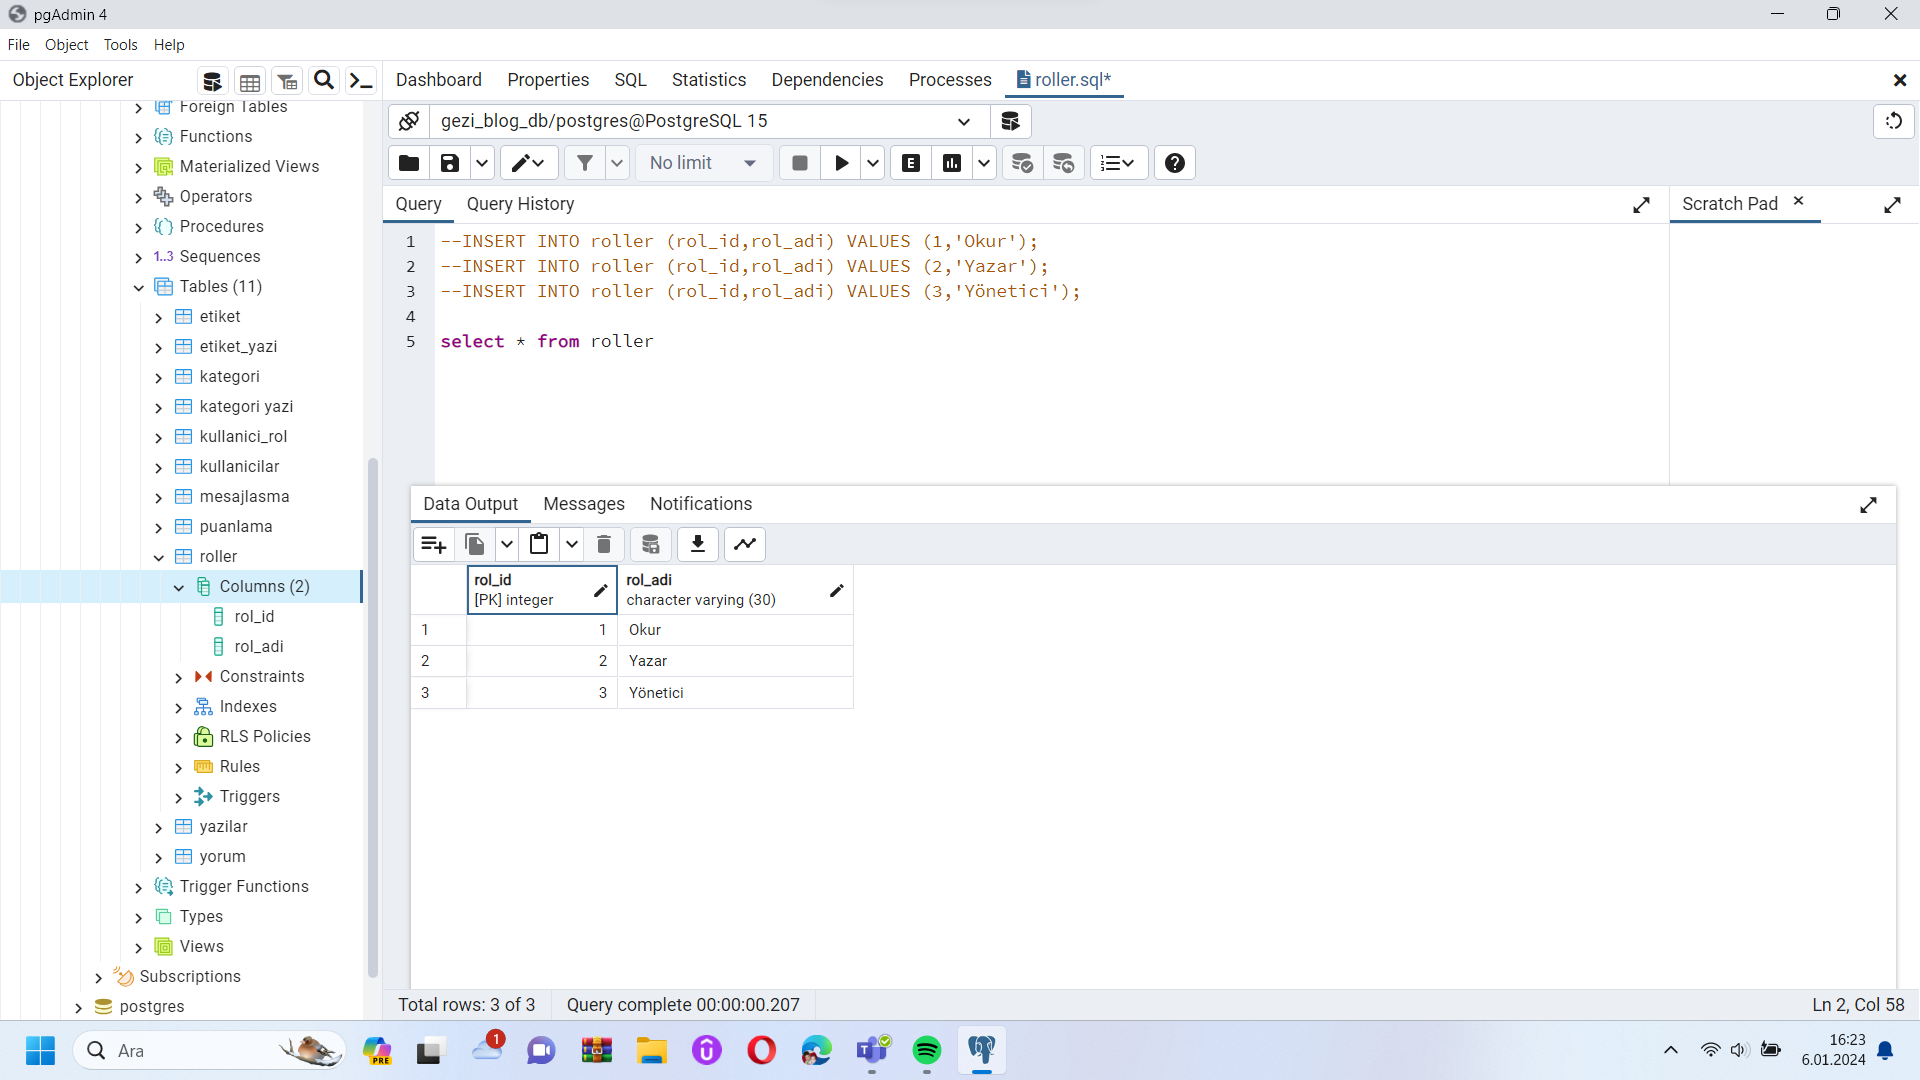 pgAdmin 4
File Object Tools Help
Object Explorer
Dashboard Properties SQL Statistics Dependencies Processes roller.sql*
Foreign Tables
Functions
Materialized Views
Operators
Procedures
1..3 Sequences
Tables (11)
etiket
etiket_yazi
kategori
kategori yazi
kullanici_rol
kullanicilar
mesajlasma
puanlama
roller
Columns (2)
rol_id
rol_adi
Constraints
Indexes
RLS Policies
Rules
Triggers
yazilar
yorum
Trigger Functions
Types
Views
Subscriptions
postgres
gezi_blog_db/postgres@PostgreSQL 15
No limit
E
Query Query History
Scratch Pad
1 --INSERT INTO roller (rol_id,rol_adi) VALUES (1,'Okur');
2 --INSERT INTO roller (rol_id,rol_adi) VALUES (2,'Yazar');
3 --INSERT INTO roller (rol_id,rol_adi) VALUES (3,'Yönetici');
4
5 select * from roller
Data Output Messages Notifications
rol_id rol_adi
[PK] integer character varying (30)
1 1 Okur
2 2 Yazar
3 3 Yönetici
Total rows: 3 of 3 Query complete 00:00:00.207 Ln 2, Col 58
Ara
PRE
1
16:23
6.01.2024